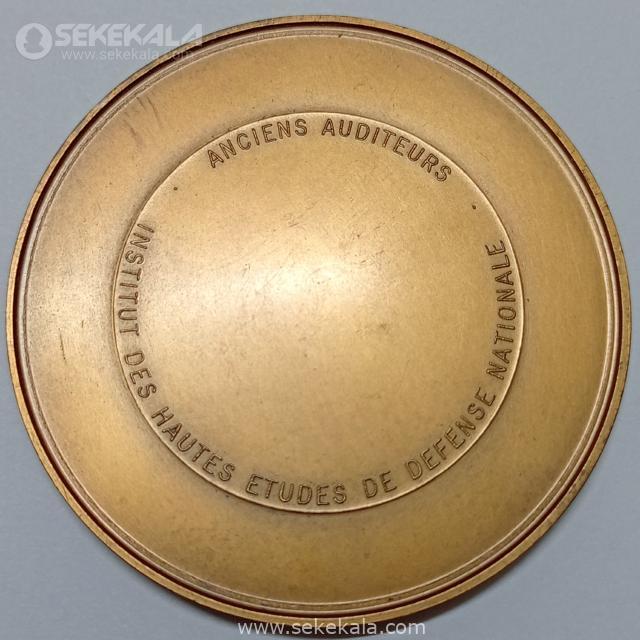 SEKEKALA
www.sekekala.com
ANCIENS AUDITEURS
INSTITUT DES HAUTES ETUDES DE DEFENSE NATIONALE
www.sekekala.com